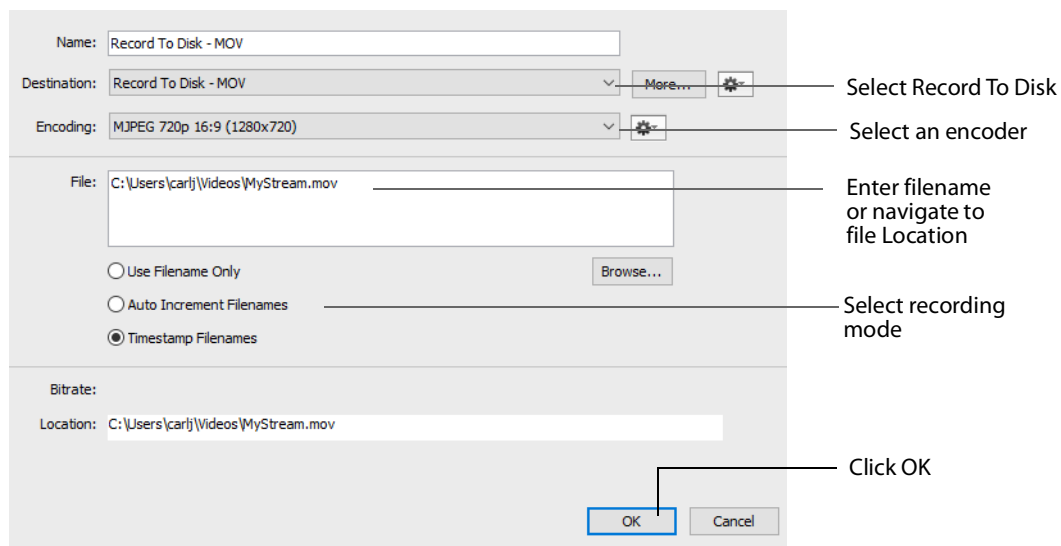 Name: Record To Disk - MOV
Destination: Record To Disk - MOV More...
Select Record To Disk
Encoding: MJPEG 720p 16:9 (1280x720)
Select an encoder
File: C:\Users\carlj\Videos\MyStream.mov
Enter filename
or navigate to
file Location
Use Filename Only
Browse...
Auto Increment Filenames
Select recording
mode
Timestamp Filenames
Bitrate:
Location: C:\Users\carlj\Videos\MyStream.mov
Click OK
OK Cancel